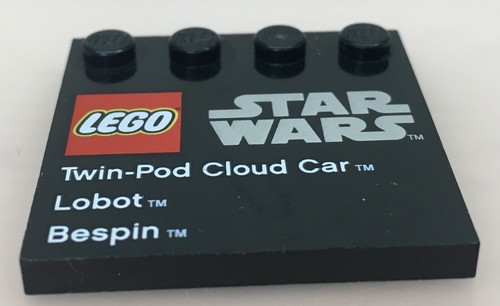 LEGO
STAR
WARS™
Twin-Pod Cloud Car™
Lobot™
Bespin™